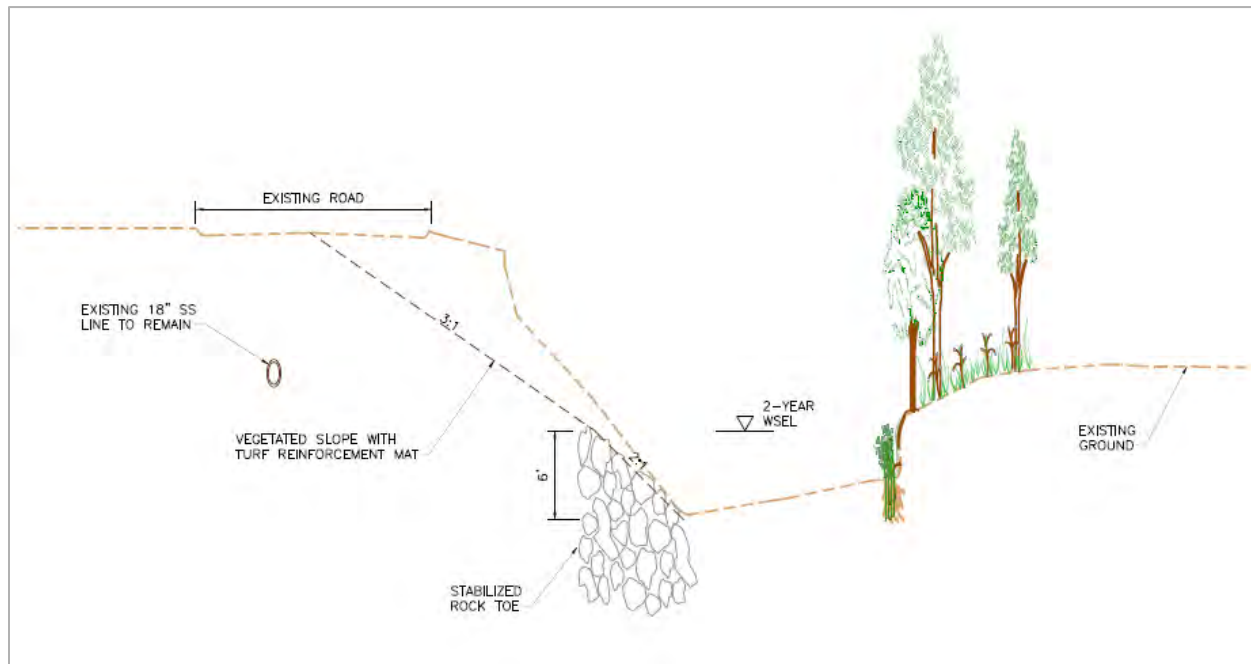 EXISTING ROAD
EXISTING 18" SS
LINE TO REMAIN
3:1
VEGETATED SLOPE WITH
TURF REINFORCEMENT MAT
2:1
6'
2-YEAR
WSEL
EXISTING
GROUND
STABILIZED
ROCK TOE